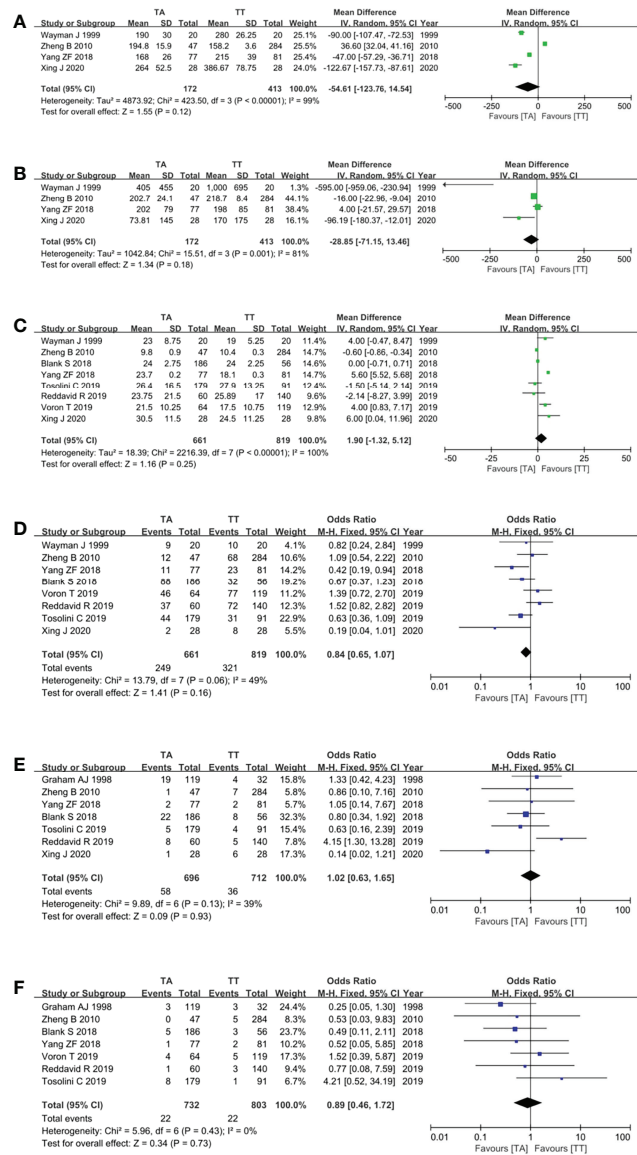 A
TA TT Mean Difference Mean Difference
Study or Subgroup Mean SD Total Mean SD Total Weight IV. Random. 95% CI Year IV. Random. 95% CI
Wayman J 1999 190 30 20 280 26.25 20 25.1% -90.00 [-107.47, -72.53] 1999
Zheng B 2010 194.8 15.9 47 158.2 3.6 284 25.4% 36.60 [32.04, 41.16] 2010
Yang ZF 2018 168 26 77 215 39 81 25.3% -47.00 [-57.29, -36.71] 2018
Xing J 2020 264 52.5 28 386.67 78.75 28 24.2% -122.67 [-157.73, -87.61] 2020
Total (95% CI) 172 413 100.0% -54.61 [-123.76, 14.54]
Heterogeneity: Tau² = 4873.92; Chi² = 423.50, df = 3 (P < 0.00001); I² = 99%
Test for overall effect: Z = 1.55 (P = 0.12)
-500 -250 0 250 500
Favours [TA] Favours [TT]
B
TA TT Mean Difference Mean Difference
Study or Subgroup Mean SD Total Mean SD Total Weight IV. Random. 95% CI Year IV. Random. 95% CI
Wayman J 1999 405 455 20 1,000 695 20 1.3% -595.00 [-959.06, -230.94] 1999
Zheng B 2010 202.7 24.1 47 218.7 8.4 284 44.1% -16.00 [-22.96, -9.04] 2010
Yang ZF 2018 202 79 77 198 85 81 38.4% 4.00 [-21.57, 29.57] 2018
Xing J 2020 73.81 145 28 170 175 28 16.2% -96.19 [-180.37, -12.01] 2020
Total (95% CI) 172 413 100.0% -28.85 [-71.15, 13.46]
Heterogeneity: Tau² = 1042.84; Chi² = 15.51, df = 3 (P = 0.001); I² = 81%
Test for overall effect: Z = 1.34 (P = 0.18)
-500 -250 0 250 500
Favours [TA] Favours [TT]
C
TA TT Mean Difference Mean Difference
Study or Subgroup Mean SD Total Mean SD Total Weight IV. Random. 95% CI Year IV. Random. 95% CI
Wayman J 1999 23 8.75 20 19 5.25 20 11.4% 4.00 [-0.47, 8.47] 1999
Zheng B 2010 9.8 0.9 47 10.4 0.3 284 14.4% -0.60 [-0.86, -0.34] 2010
Blank S 2018 24 2.75 186 24 2.25 56 14.3% 0.00 [-0.71, 0.71] 2018
Yang ZF 2018 23.7 0.2 77 18.1 0.3 81 14.4% 5.60 [5.52, 5.68] 2018
Tosolini C 2019 26.4 16.5 179 27.9 13.25 91 12.4% -1.50 [-5.14, 2.14] 2019
Reddavid R 2019 23.75 21.5 60 25.89 17 140 9.5% -2.14 [-8.27, 3.99] 2019
Voron T 2019 21.5 10.25 64 17.5 10.75 119 12.8% 4.00 [0.83, 7.17] 2019
Xing J 2020 30.5 11.5 28 24.5 11.25 28 9.7% 6.00 [0.04, 11.96] 2020
Total (95% CI) 661 819 100.0% 1.90 [-1.32, 5.12]
Heterogeneity: Tau² = 18.39; Chi² = 2216.39, df = 7 (P < 0.00001); I² = 100%
Test for overall effect: Z = 1.16 (P = 0.25)
-50 -25 0 25 50
Favours [TA] Favours [TT]
D
TA TT Odds Ratio Odds Ratio
Study or Subgroup Events Total Events Total Weight M-H. Fixed. 95% CI Year M-H. Fixed. 95% CI
Wayman J 1999 9 20 10 20 4.1% 0.82 [0.24, 2.84] 1999
Zheng B 2010 12 47 68 284 10.8% 1.09 [0.54, 2.22] 2010
Yang ZF 2018 11 77 23 81 14.4% 0.42 [0.19, 0.94] 2018
Blank S 2018 88 186 32 56 19.2% 0.67 [0.37, 1.23] 2018
Voron T 2019 46 64 77 119 11.2% 1.39 [0.72, 2.70] 2019
Reddavid R 2019 37 60 72 140 12.3% 1.52 [0.82, 2.82] 2019
Tosolini C 2019 44 179 31 91 22.5% 0.63 [0.36, 1.09] 2019
Xing J 2020 2 28 8 28 5.5% 0.19 [0.04, 1.01] 2020
Total (95% CI) 661 819 100.0% 0.84 [0.65, 1.07]
Total events 249 321
Heterogeneity: Chi² = 13.79, df = 7 (P = 0.06); I² = 49%
Test for overall effect: Z = 1.41 (P = 0.16)
0.01 0.1 1 10 100
Favours [TA] Favours [TT]
E
TA TT Odds Ratio Odds Ratio
Study or Subgroup Events Total Events Total Weight M-H. Fixed. 95% CI Year M-H. Fixed. 95% CI
Graham AJ 1998 19 119 4 32 15.8% 1.33 [0.42, 4.23] 1998
Zheng B 2010 1 47 7 284 5.9% 0.86 [0.10, 7.16] 2010
Yang ZF 2018 2 77 2 81 5.7% 1.05 [0.14, 7.67] 2018
Blank S 2018 22 186 8 56 32.5% 0.80 [0.34, 1.92] 2018
Tosolini C 2019 5 179 4 91 15.4% 0.63 [0.16, 2.39] 2019
Reddavid R 2019 8 60 5 140 7.5% 4.15 [1.30, 13.28] 2019
Xing J 2020 1 28 6 28 17.3% 0.14 [0.02, 1.21] 2020
Total (95% CI) 696 712 100.0% 1.02 [0.63, 1.65]
Total events 58 36
Heterogeneity: Chi² = 9.89, df = 6 (P = 0.13); I² = 39%
Test for overall effect: Z = 0.09 (P = 0.93)
0.01 0.1 1 10 100
Favours [TA] Favours [TT]
F
TA TT Odds Ratio Odds Ratio
Study or Subgroup Events Total Events Total Weight M-H. Fixed. 95% CI Year M-H. Fixed. 95% CI
Graham AJ 1998 3 119 3 32 24.4% 0.25 [0.05, 1.30] 1998
Zheng B 2010 0 47 5 284 8.3% 0.53 [0.03, 9.83] 2010
Blank S 2018 5 186 3 56 23.7% 0.49 [0.11, 2.11] 2018
Yang ZF 2018 1 77 2 81 10.2% 0.52 [0.05, 5.85] 2018
Voron T 2019 4 64 5 119 17.4% 1.52 [0.39, 5.87] 2019
Reddavid R 2019 1 60 3 140 9.4% 0.77 [0.08, 7.59] 2019
Tosolini C 2019 8 179 1 91 6.7% 4.21 [0.52, 34.19] 2019
Total (95% CI) 732 803 100.0% 0.89 [0.46, 1.72]
Total events 22 22
Heterogeneity: Chi² = 5.96, df = 6 (P = 0.43); I² = 0%
Test for overall effect: Z = 0.34 (P = 0.73)
0.01 0.1 1 10 100
Favours [TA] Favours [TT]